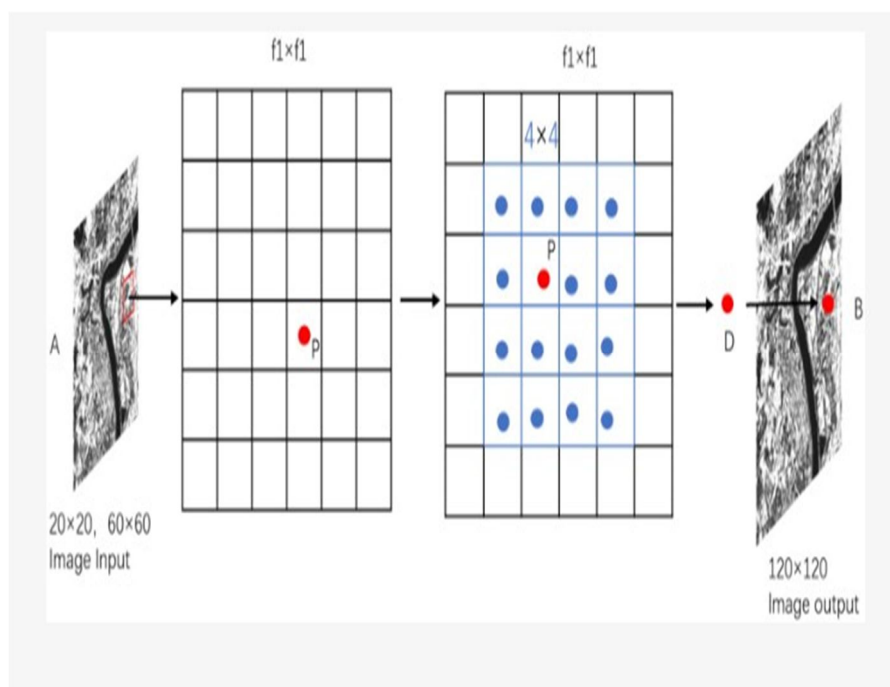 f1×f1
f1×f1
4×4
P
P
A
B
D
20×20, 60×60
Image Input
120×120
Image output